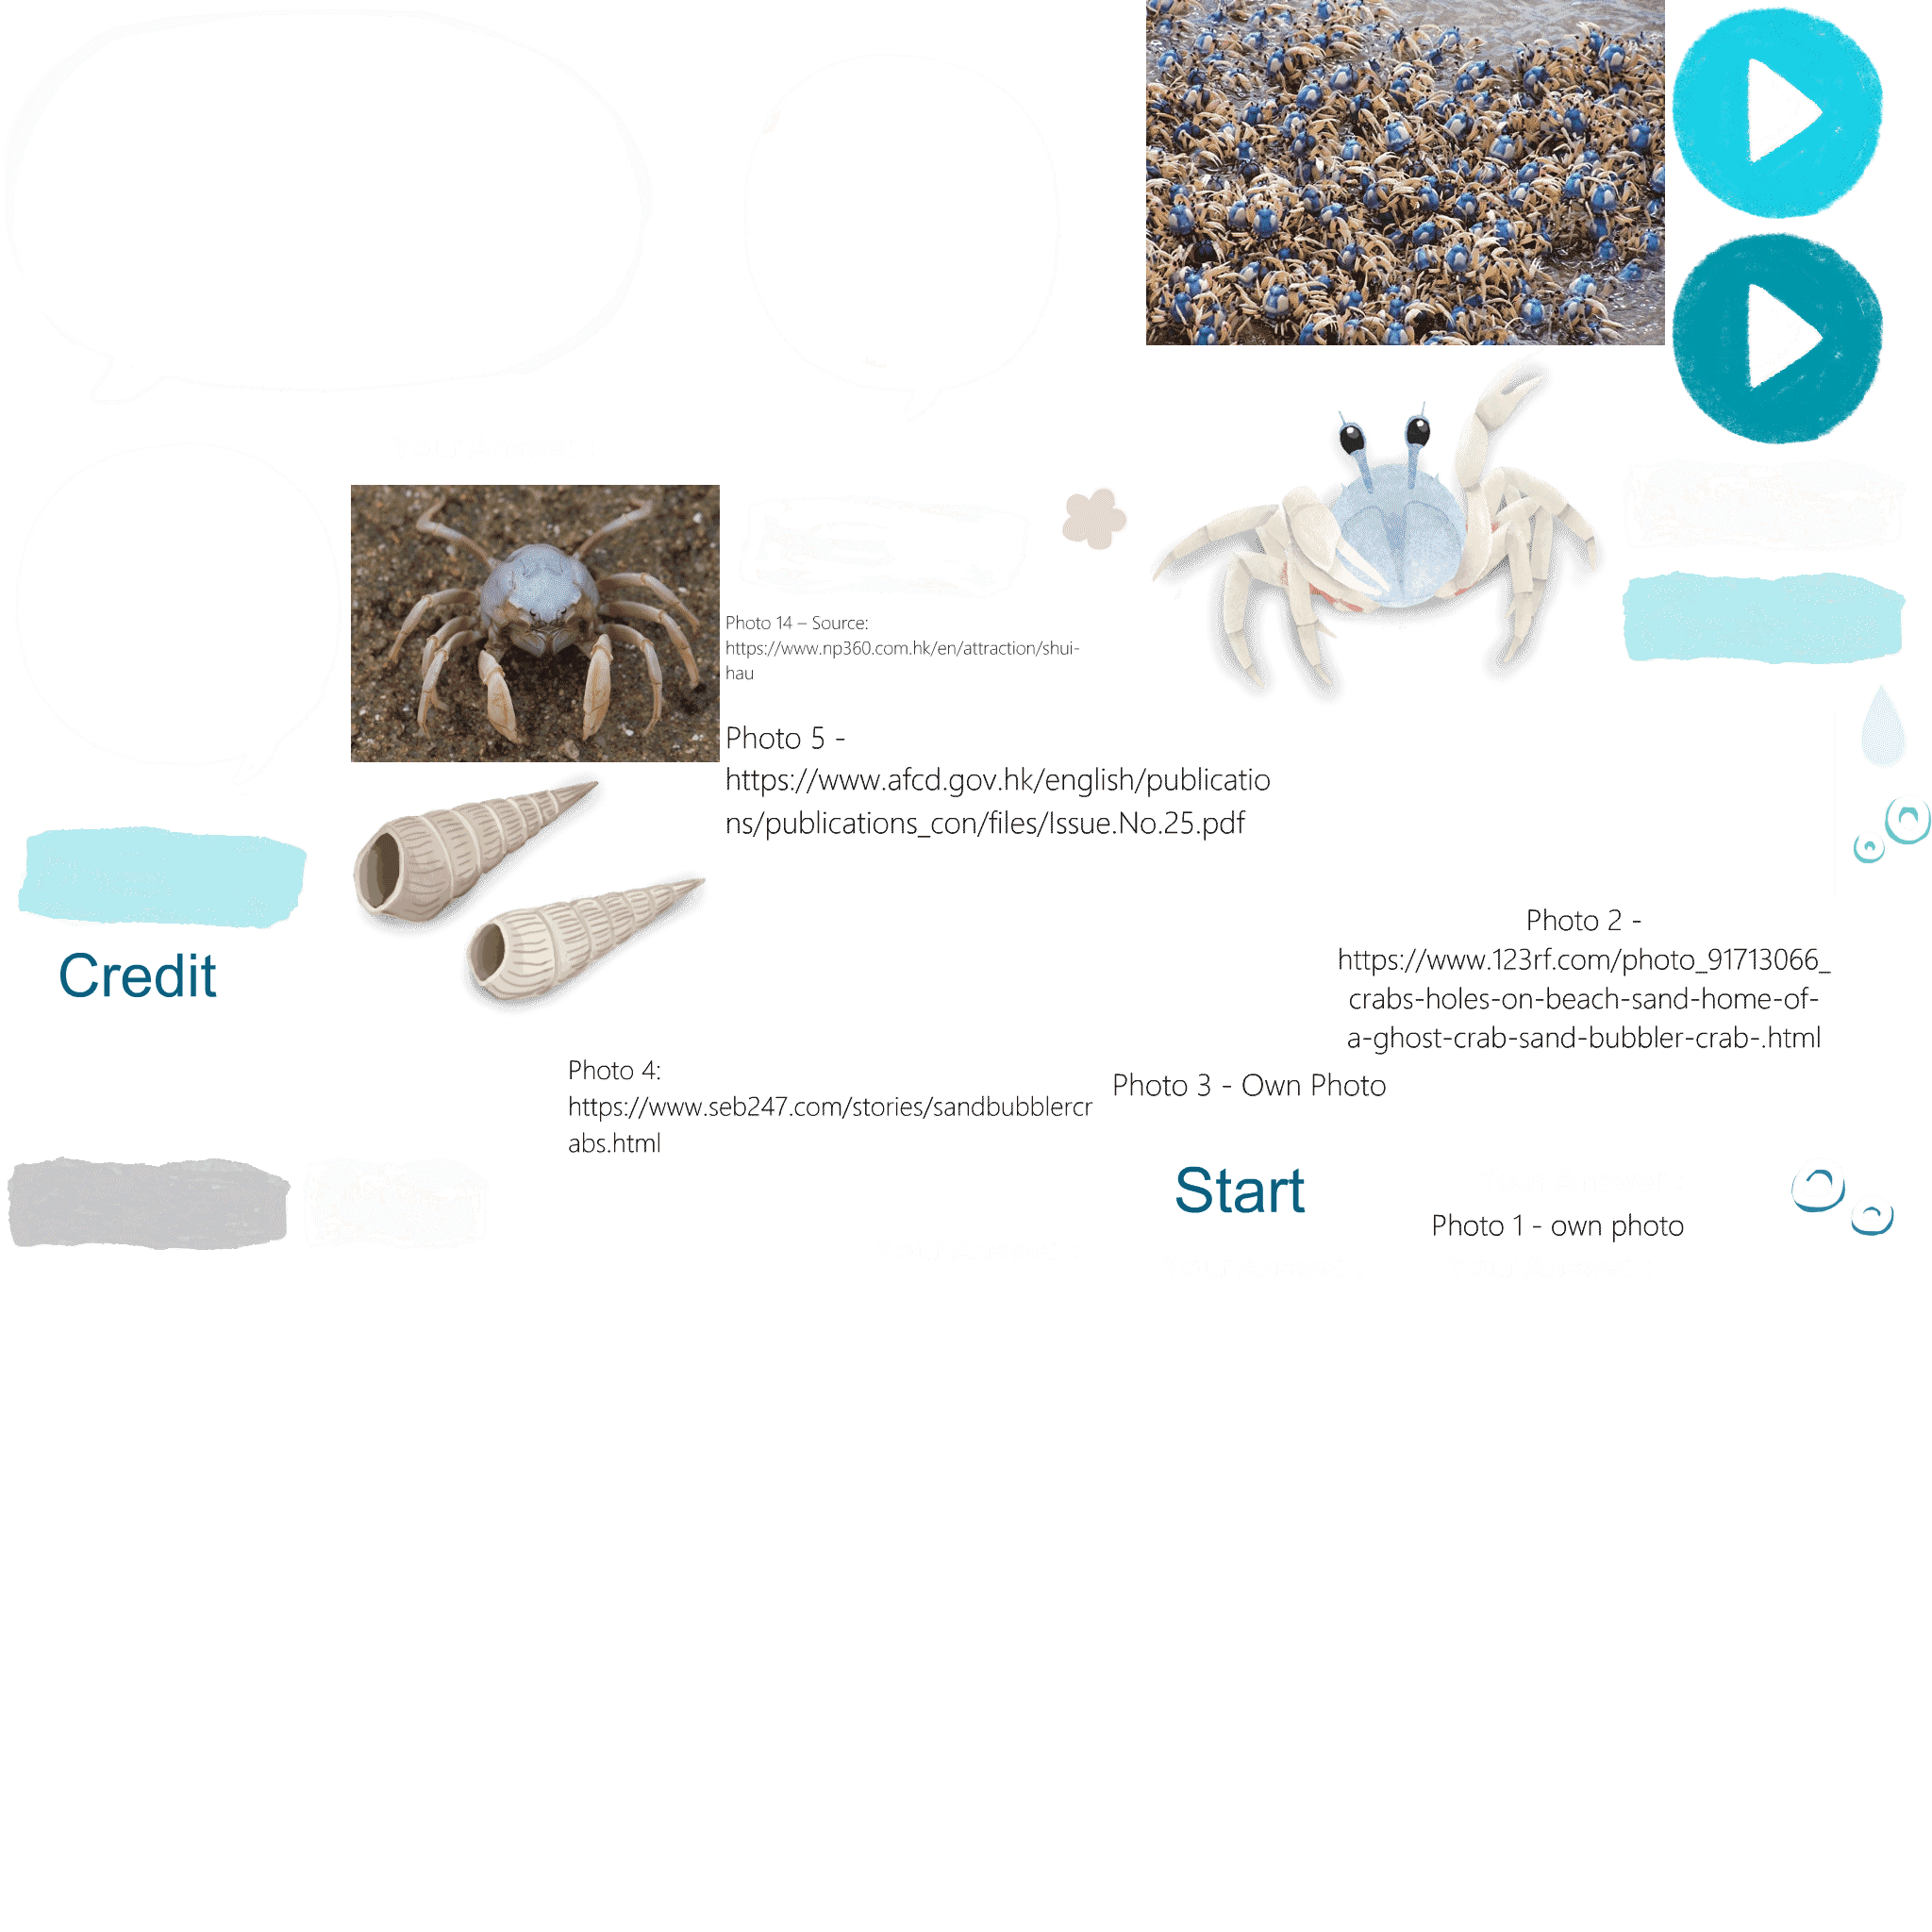 Photo 14 – Source:
https://www.np360.com.hk/en/attraction/shui-
hau
Photo 5 -
https://www.afcd.gov.hk/english/publicatio
ns/publications_con/files/Issue.No.25.pdf
Photo 2 -
https://www.123rf.com/photo_91713066_
crabs-holes-on-beach-sand-home-of-
a-ghost-crab-sand-bubbler-crab-.html
Credit
Photo 4:
https://www.seb247.com/stories/sandbubblercr
abs.html
Photo 3 - Own Photo
Start
Photo 1 - own photo